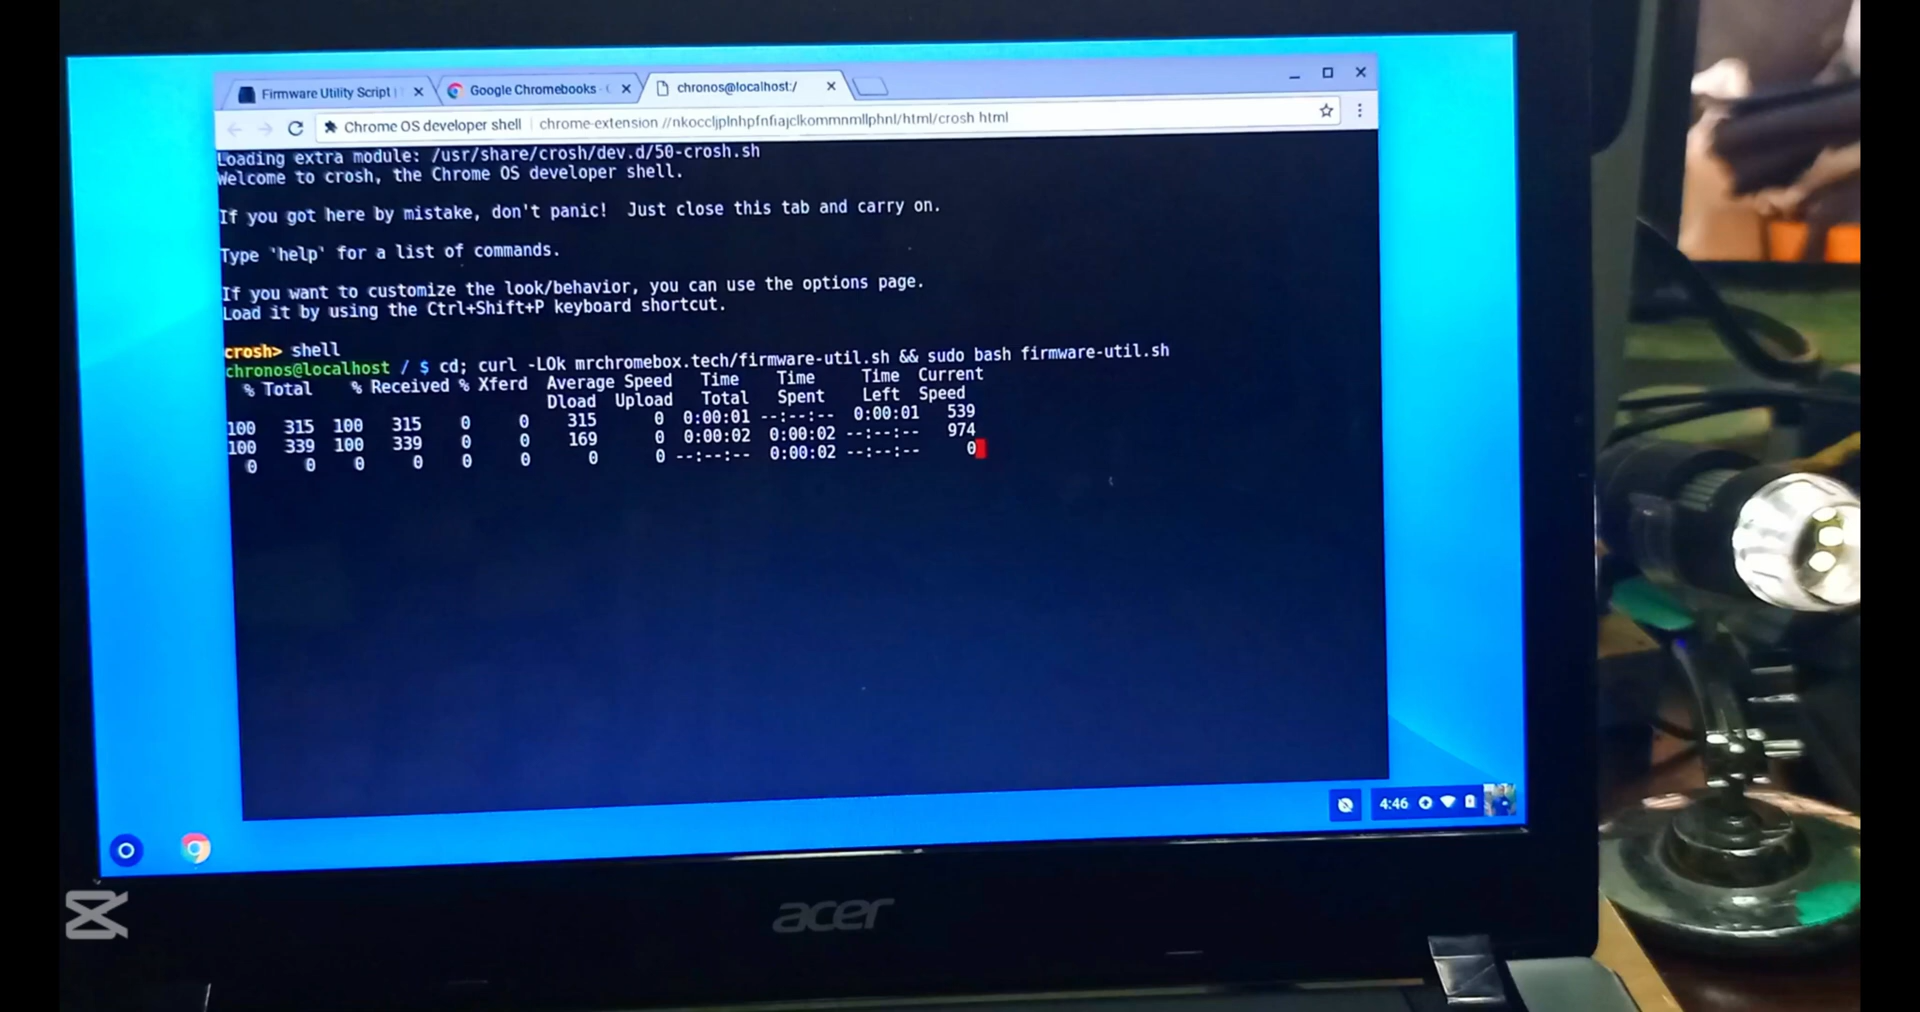 Firmware Utility Script |
Google Chromebooks -
chronos@localhost:/
Chrome OS developer shell | chrome-extension //nkoccljplnhpfnfiajclkommnmllphnl/html/crosh html
Loading extra module: /usr/share/crosh/dev.d/50-crosh.sh
Welcome to crosh, the Chrome OS developer shell.
If you got here by mistake, don't panic!  Just close this tab and carry on.
Type 'help' for a list of commands.
If you want to customize the look/behavior, you can use the options page.
Load it by using the Ctrl+Shift+P keyboard shortcut.
crosh> shell
chronos@localhost / $ cd; curl -LOk mrchromebox.tech/firmware-util.sh && sudo bash firmware-util.sh
% Total % Received % Xferd Average Speed Time Time Time Current
Dload Upload Total Spent Left Speed
100 315 100 315 0 0 315 0 0:00:01 --:--:-- 0:00:01 539
100 339 100 339 0 0 169 0 0:00:02 0:00:02 --:--:-- 974
0 0 0 0 0 0 0 0 --:--:-- 0:00:02 --:--:-- 0
4:46
acer